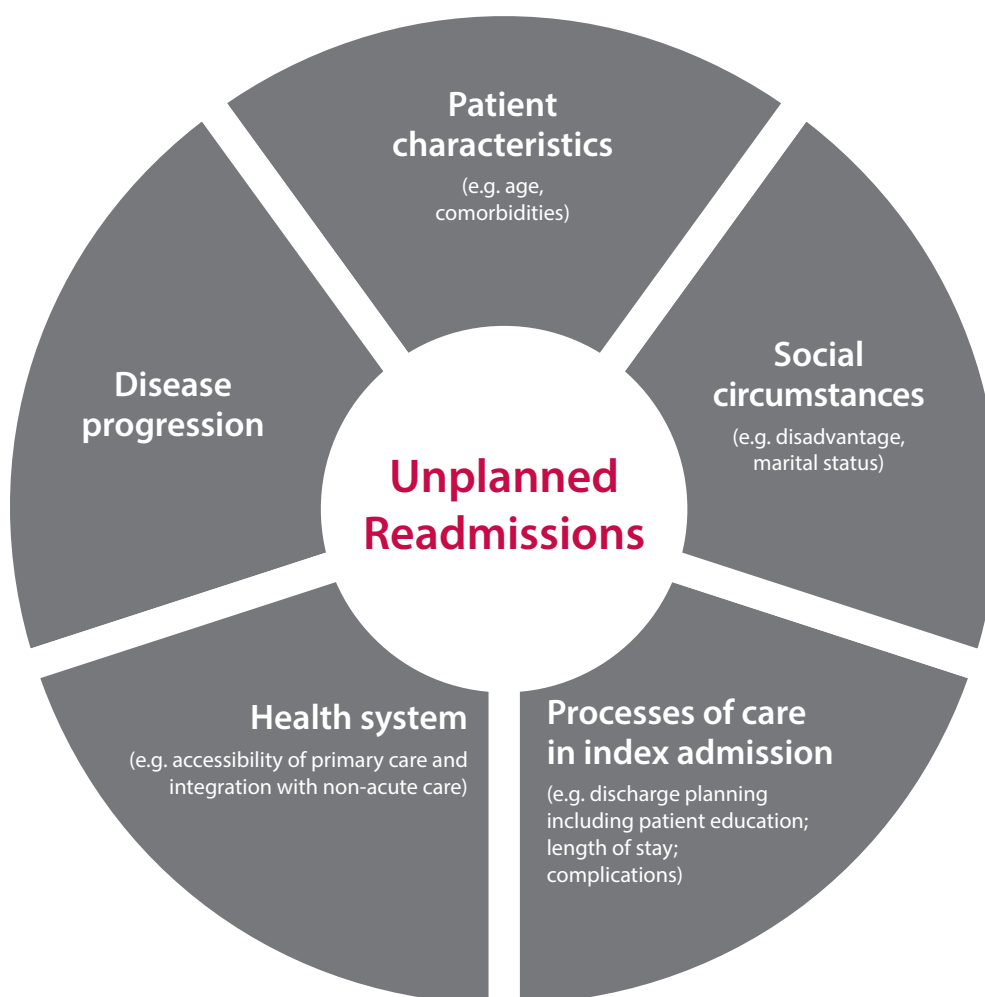 Patient
characteristics
(e.g. age,
comorbidities)
Social
circumstances
(e.g. disadvantage,
marital status)
Disease
progression
Unplanned
Readmissions
Health system
(e.g. accessibility of primary care and
integration with non-acute care)
Processes of care
in index admission
(e.g. discharge planning
including patient education;
length of stay;
complications)